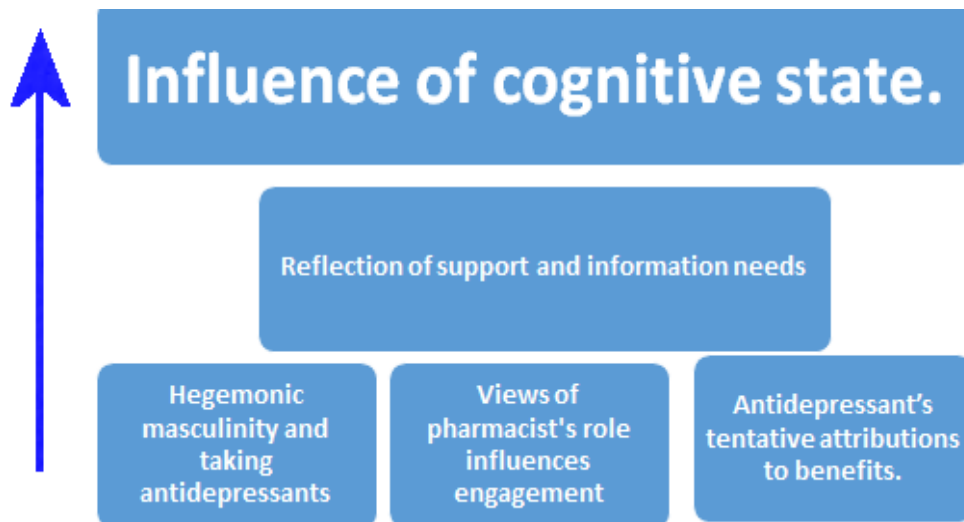 Influence of cognitive state.
Reflection of support and information needs
Hegemonic
masculinity and
taking
antidepressants
Views of
pharmacist's role
influences
engagement
Antidepressant’s
tentative attributions
to benefits.